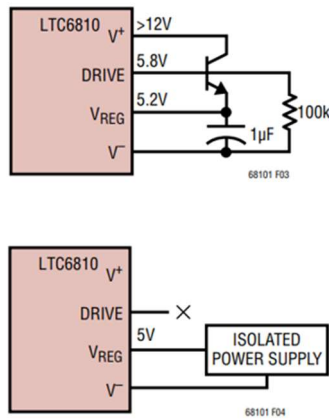 LTC6810
V+
>12V
DRIVE
5.8V
VREG
5.2V
V−
1µF
100k
68101 F03
LTC6810
V+
DRIVE
VREG
5V
V−
ISOLATED
POWER SUPPLY
68101 F04